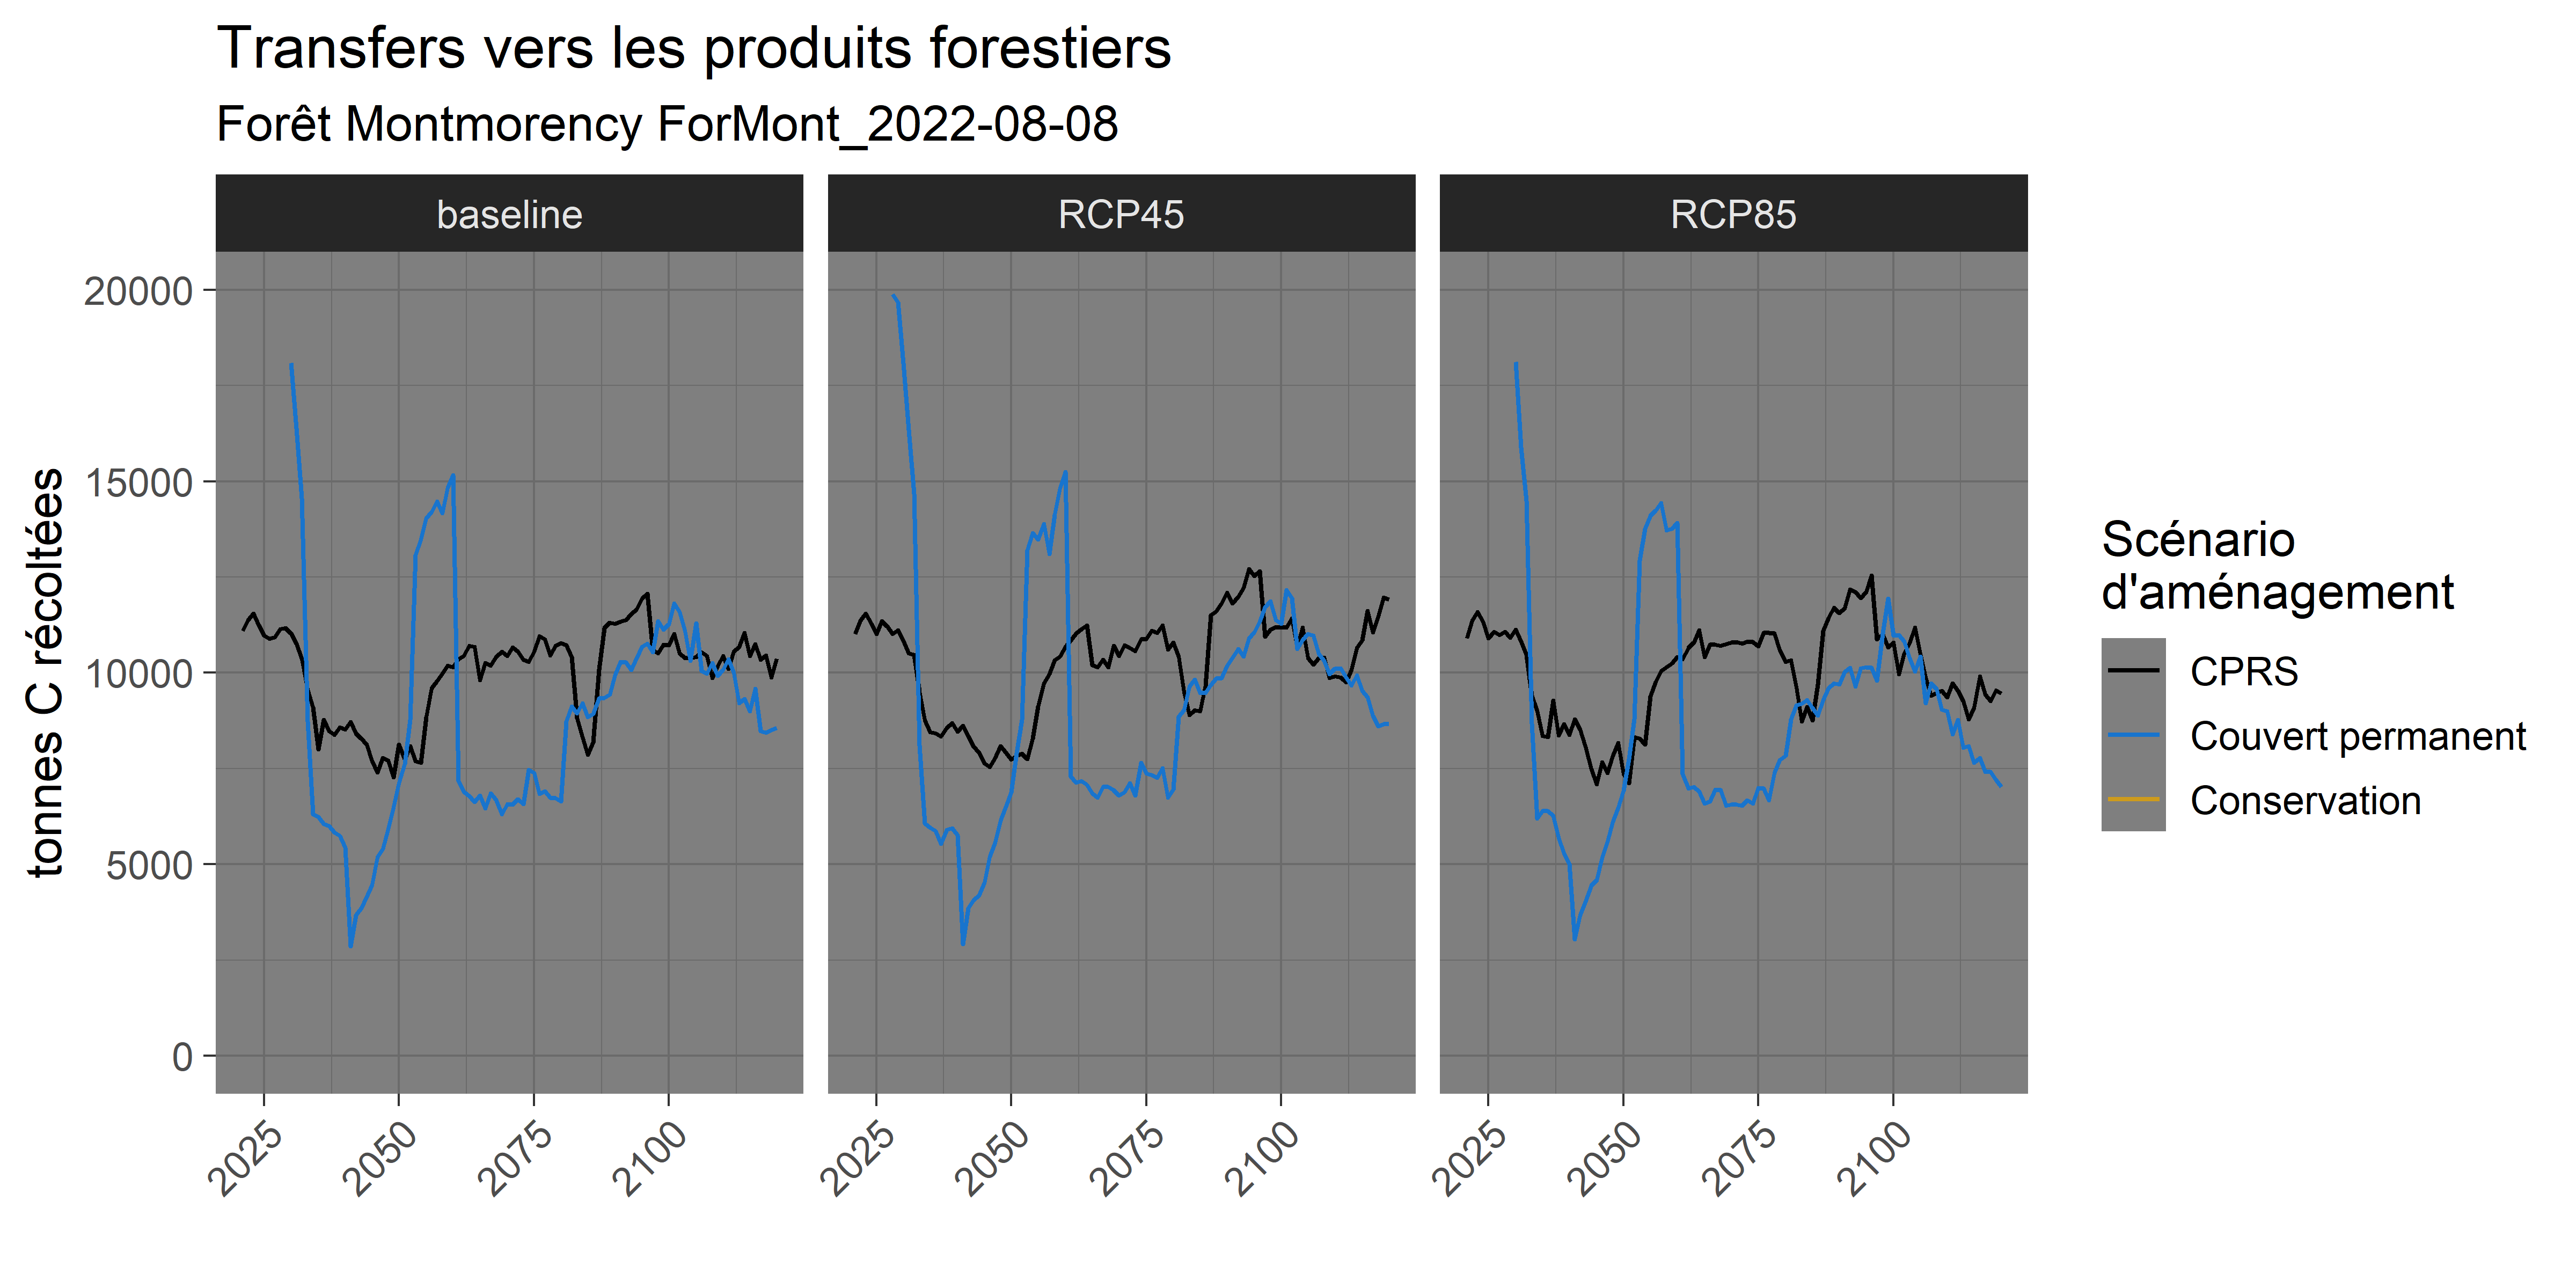 Transfers vers les produits forestiers
Forêt Montmorency ForMont_2022-08-08
baseline
RCP45
RCP85
tonnes C récoltées
20000
15000
10000
5000
0
2025
2050
2075
2100
2025
2050
2075
2100
2025
2050
2075
2100
Scénario
d'aménagement
CPRS
Couvert permanent
Conservation